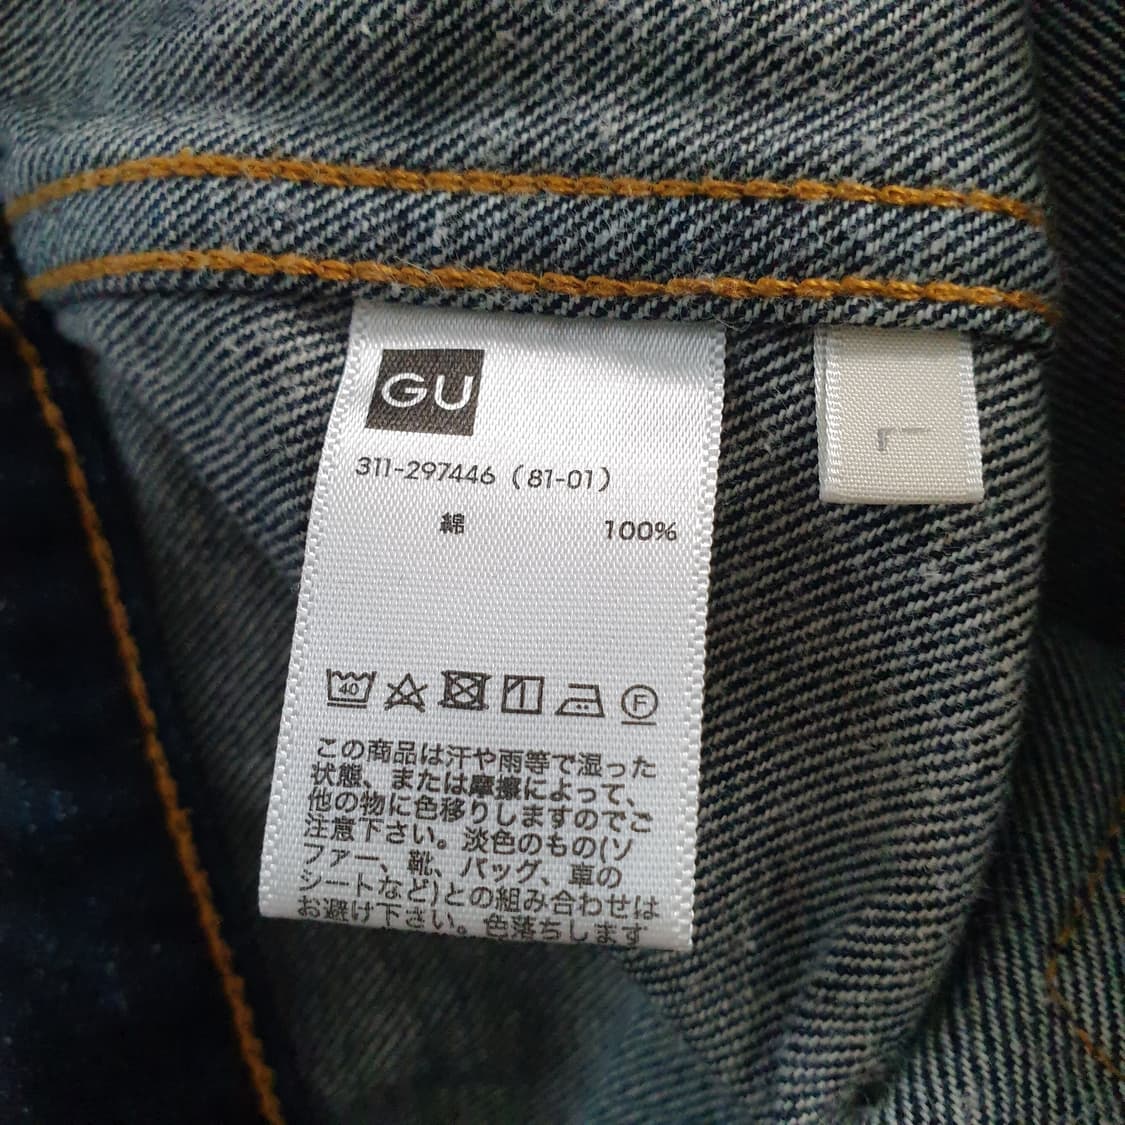 GU
311-297446 (81-01)
綿 100%
40
F
この商品は汗や雨等で湿った
状態、または摩擦によって、
他の物に色移りしますのでご
注意下さい。淡色のもの(ソ
ファー、靴、バッグ、車の
シートなど)との組み合わせは
お避け下さい。色落ちします